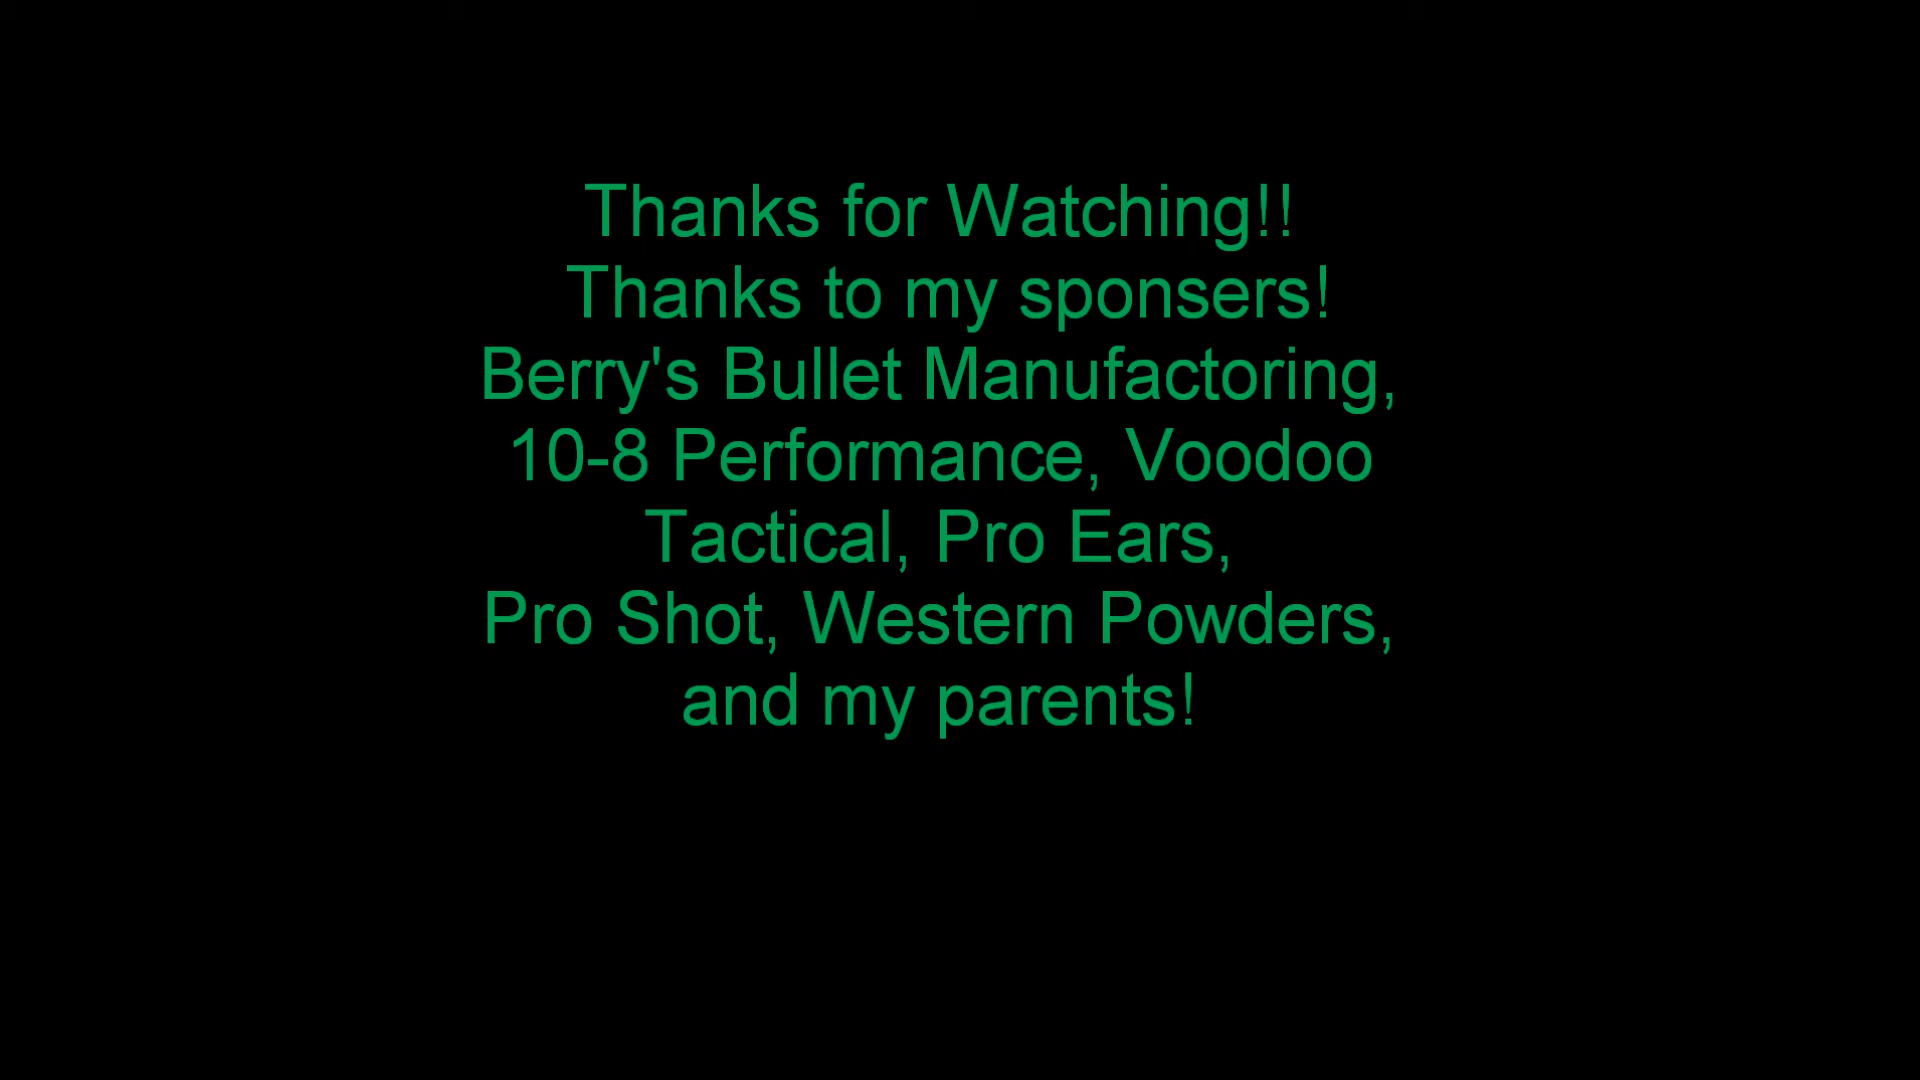 Thanks for Watching!!
Thanks to my sponsers!
Berry's Bullet Manufactoring,
10-8 Performance, Voodoo
Tactical, Pro Ears,
Pro Shot, Western Powders,
and my parents!